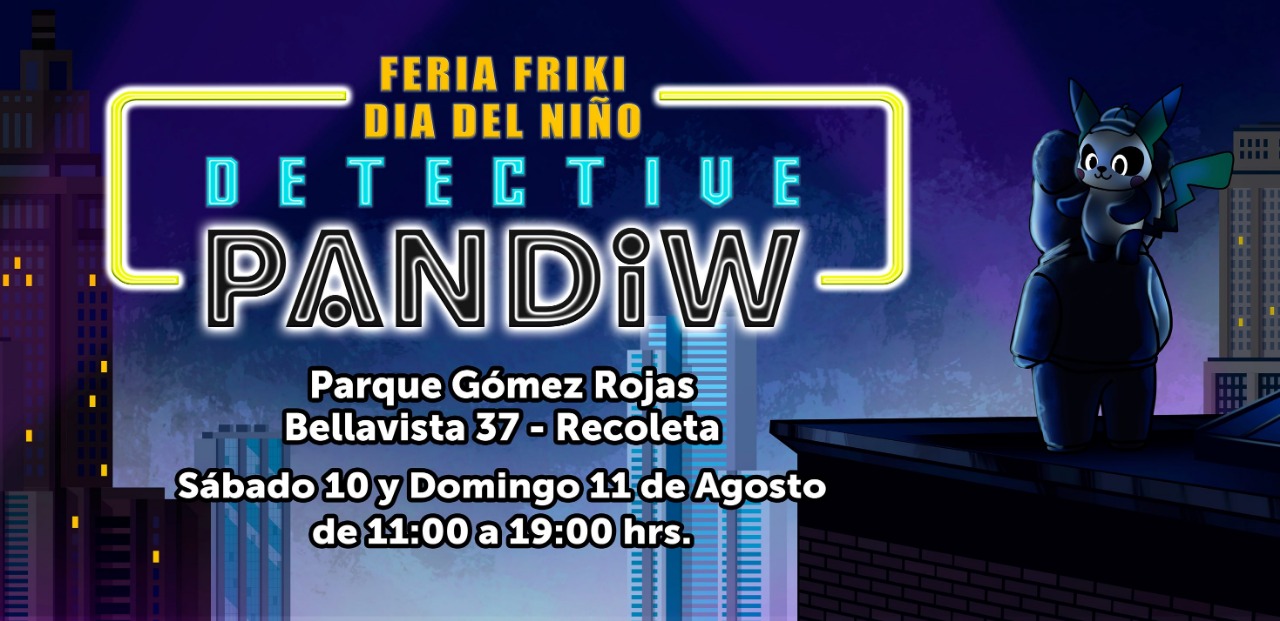 FERIA FRIKI
DIA DEL NIÑO
DETECTIVE
PANDiW
Parque Gómez Rojas
Bellavista 37 - Recoleta
Sábado 10 y Domingo 11 de Agosto
de 11:00 a 19:00 hrs.